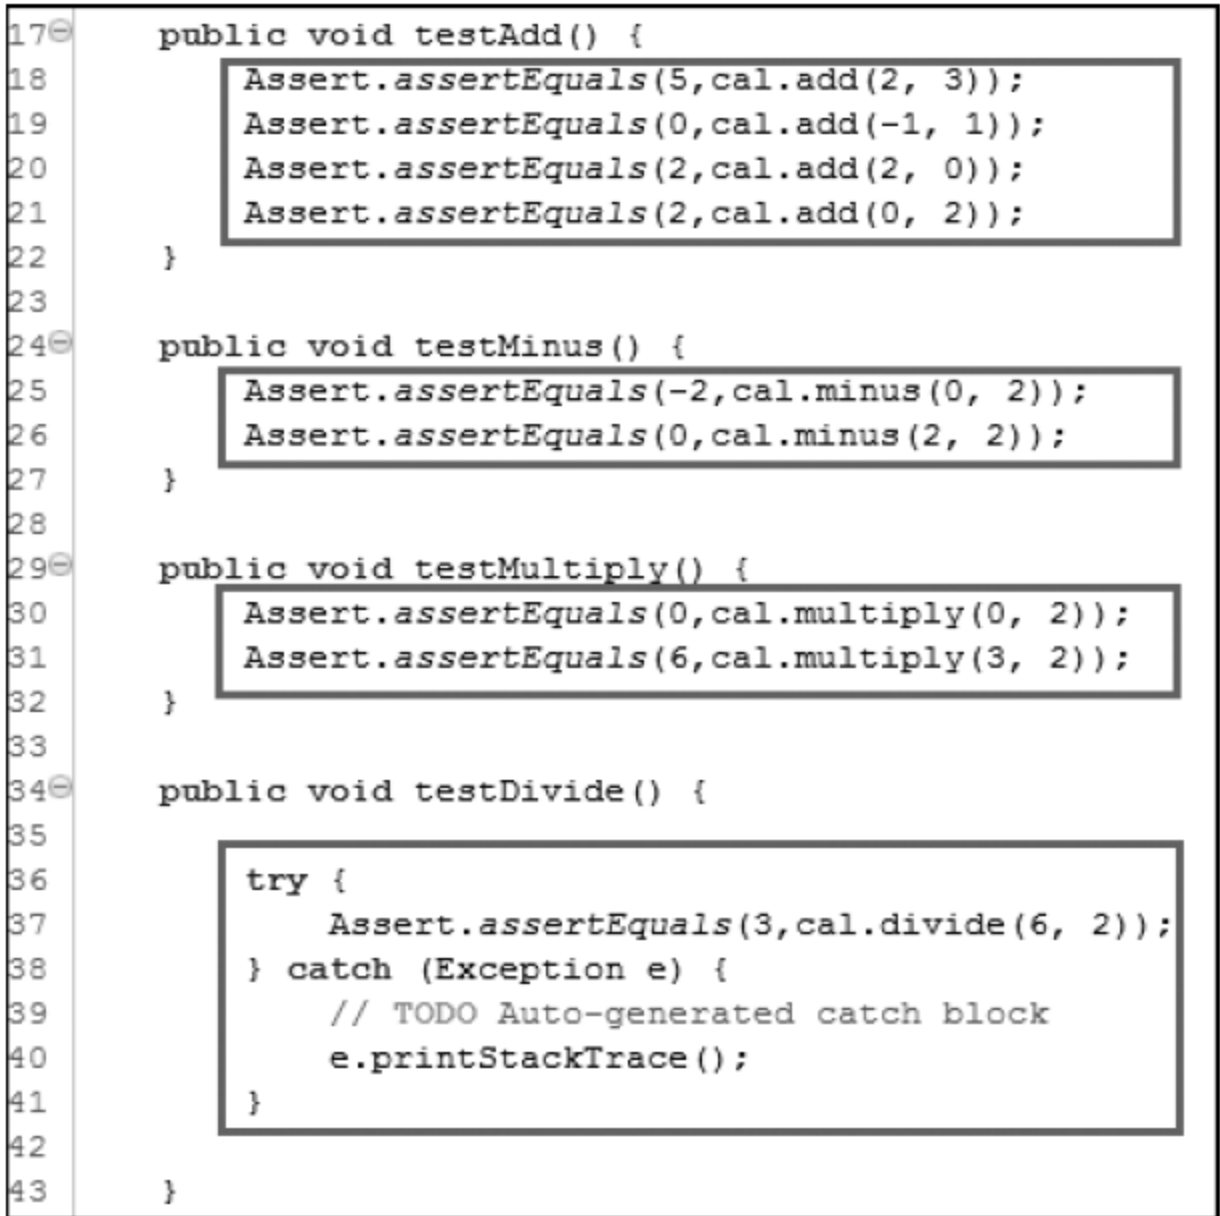 17 public void testAdd() {
18 Assert.assertEquals(5,cal.add(2, 3));
19 Assert.assertEquals(0,cal.add(-1, 1));
20 Assert.assertEquals(2,cal.add(2, 0));
21 Assert.assertEquals(2,cal.add(0, 2));
22 }
23
24 public void testMinus() {
25 Assert.assertEquals(-2,cal.minus(0, 2));
26 Assert.assertEquals(0,cal.minus(2, 2));
27 }
28
29 public void testMultiply() {
30 Assert.assertEquals(0,cal.multiply(0, 2));
31 Assert.assertEquals(6,cal.multiply(3, 2));
32 }
33
34 public void testDivide() {
35
36 try {
37 Assert.assertEquals(3,cal.divide(6, 2));
38 } catch (Exception e) {
39 // TODO Auto-generated catch block
40 e.printStackTrace();
41 }
42
43 }